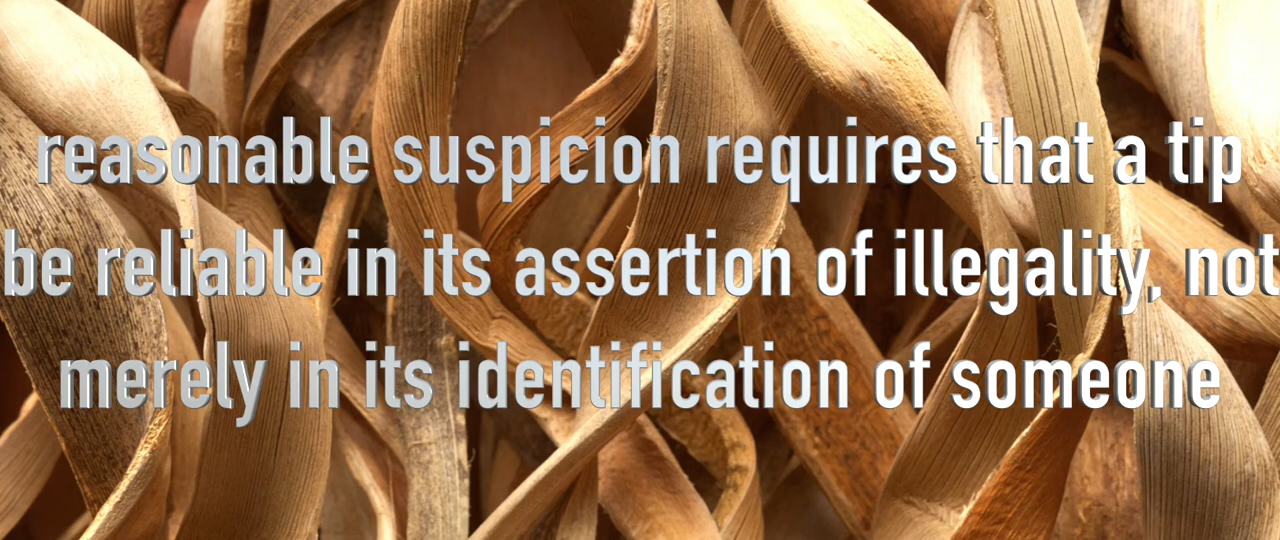 reasonable suspicion requires that a tip
be reliable in its assertion of illegality, not
merely in its identification of someone